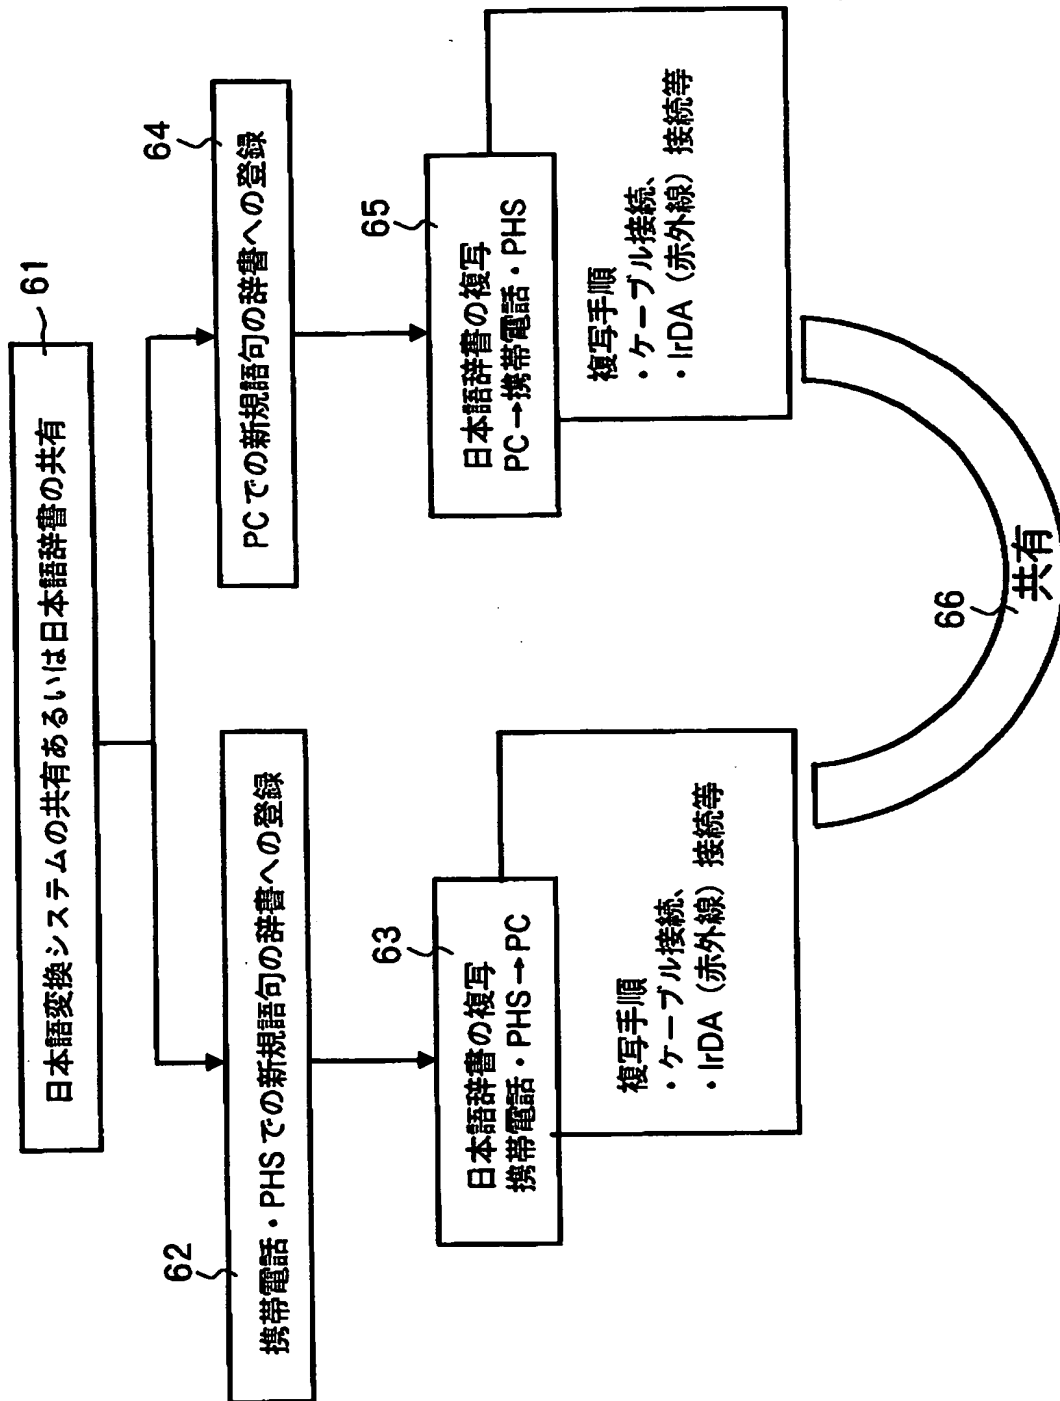 日本語変換システムの共有あるいは日本語辞書の共有
61
62
携帯電話・PHSでの新規語句の辞書への登録
64
PCでの新規語句の辞書への登録
63
日本語辞書の複写
携帯電話・PHS→PC
複写手順
・ケーブル接続、
・IrDA（赤外線）接続等
65
日本語辞書の複写
PC→携帯電話・PHS
複写手順
・ケーブル接続、
・IrDA（赤外線）接続等
66
共有